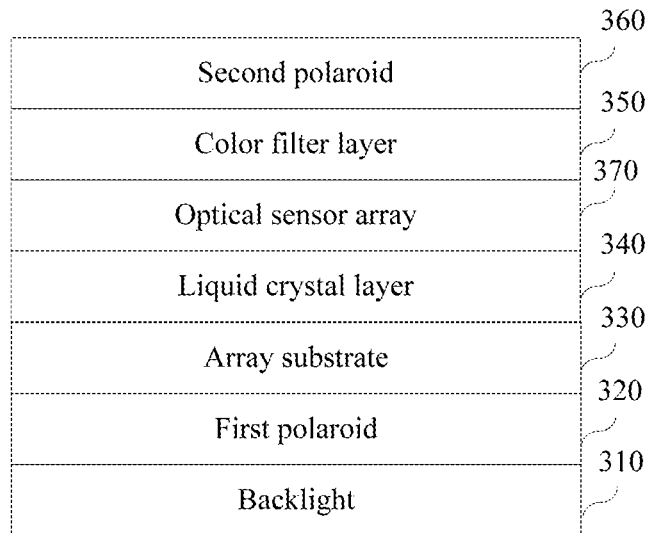 360
Second polaroid
350
Color filter layer
370
Optical sensor array
340
Liquid crystal layer
330
Array substrate
320
First polaroid
310
Backlight